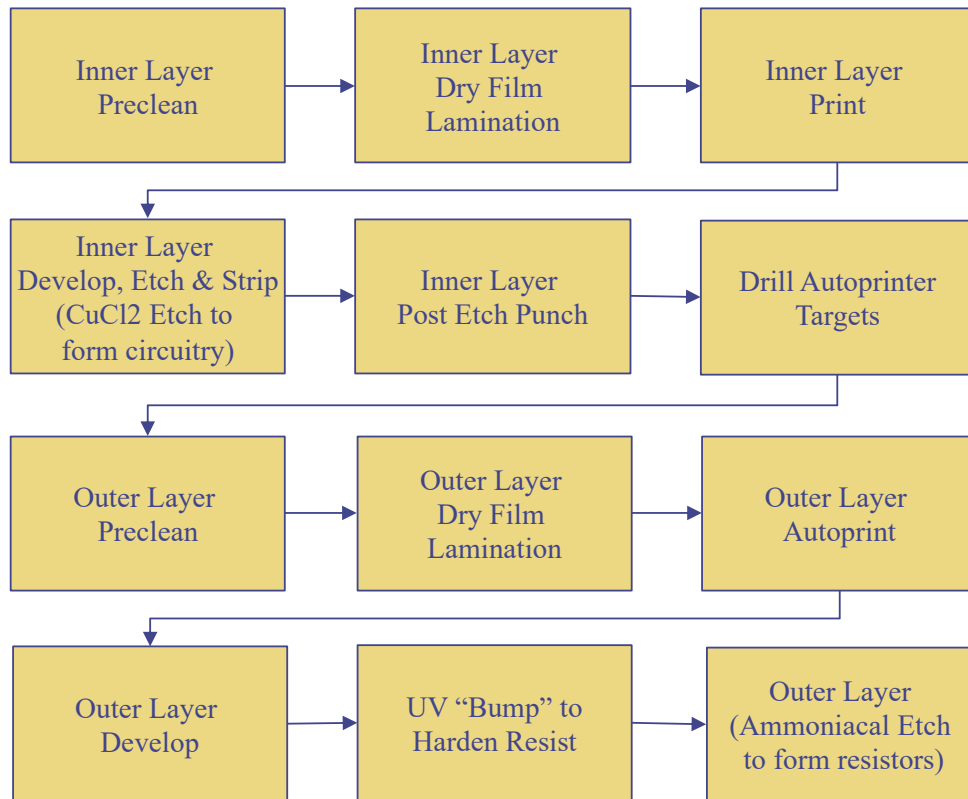 Inner Layer
Preclean
Inner Layer
Dry Film
Lamination
Inner Layer
Print
Inner Layer
Develop, Etch & Strip
(CuCl2 Etch to
form circuitry)
Inner Layer
Post Etch Punch
Drill Autoprinter
Targets
Outer Layer
Preclean
Outer Layer
Dry Film
Lamination
Outer Layer
Autoprint
Outer Layer
Develop
UV “Bump” to
Harden Resist
Outer Layer
(Ammoniacal Etch
to form resistors)